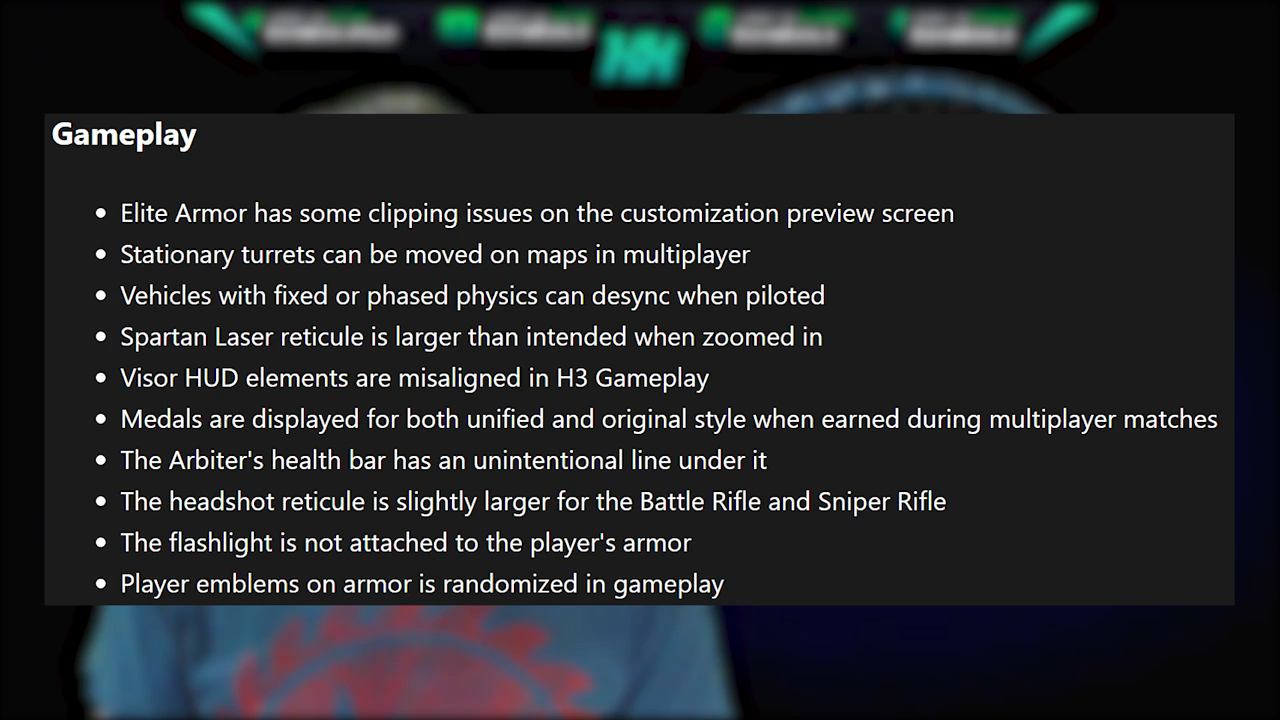 Gameplay
Elite Armor has some clipping issues on the customization preview screen
Stationary turrets can be moved on maps in multiplayer
Vehicles with fixed or phased physics can desync when piloted
Spartan Laser reticule is larger than intended when zoomed in
Visor HUD elements are misaligned in H3 Gameplay
Medals are displayed for both unified and original style when earned during multiplayer matches
The Arbiter's health bar has an unintentional line under it
The headshot reticule is slightly larger for the Battle Rifle and Sniper Rifle
The flashlight is not attached to the player's armor
Player emblems on armor is randomized in gameplay